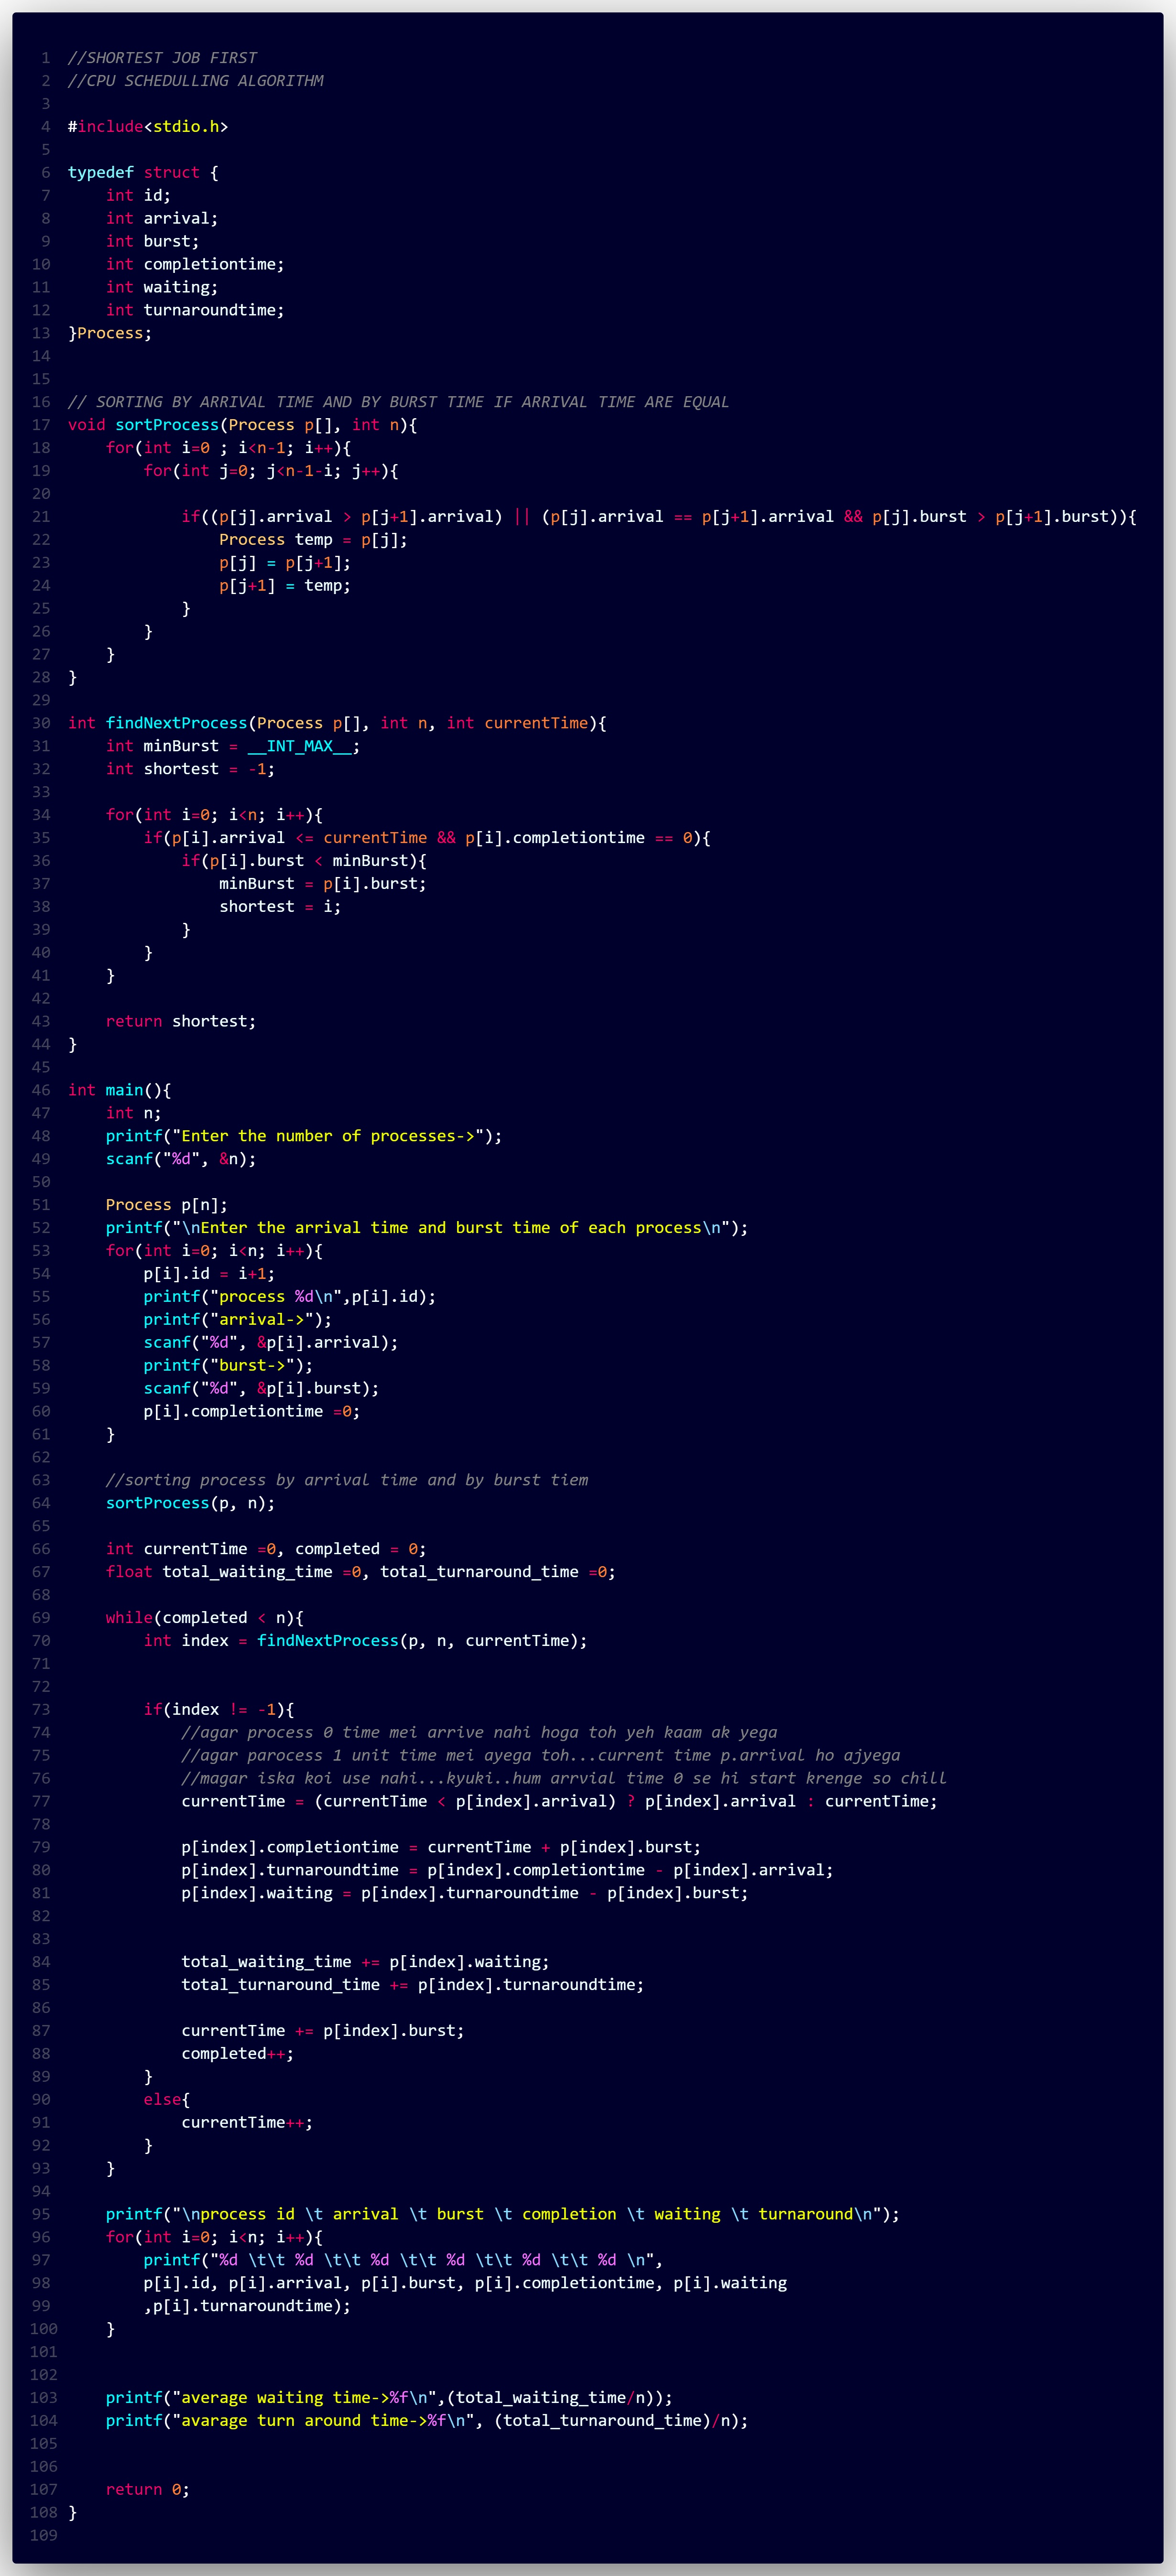 1 //SHORTEST JOB FIRST
2 //CPU SCHEDULLING ALGORITHM
3
4 #include<stdio.h>
5
6 typedef struct {
7     int id;
8     int arrival;
9     int burst;
10     int completiontime;
11     int waiting;
12     int turnaroundtime;
13 }Process;
14
15
16 // SORTING BY ARRIVAL TIME AND BY BURST TIME IF ARRIVAL TIME ARE EQUAL
17 void sortProcess(Process p[], int n){
18     for(int i=0 ; i<n-1; i++){
19         for(int j=0; j<n-1-i; j++){
20
21             if((p[j].arrival > p[j+1].arrival) || (p[j].arrival == p[j+1].arrival && p[j].burst > p[j+1].burst)){
22                 Process temp = p[j];
23                 p[j] = p[j+1];
24                 p[j+1] = temp;
25             }
26         }
27     }
28 }
29
30 int findNextProcess(Process p[], int n, int currentTime){
31     int minBurst = __INT_MAX__;
32     int shortest = -1;
33
34     for(int i=0; i<n; i++){
35         if(p[i].arrival <= currentTime && p[i].completiontime == 0){
36             if(p[i].burst < minBurst){
37                 minBurst = p[i].burst;
38                 shortest = i;
39             }
40         }
41     }
42
43     return shortest;
44 }
45
46 int main(){
47     int n;
48     printf("Enter the number of processes->");
49     scanf("%d", &n);
50
51     Process p[n];
52     printf("\nEnter the arrival time and burst time of each process\n");
53     for(int i=0; i<n; i++){
54         p[i].id = i+1;
55         printf("process %d\n",p[i].id);
56         printf("arrival->");
57         scanf("%d", &p[i].arrival);
58         printf("burst->");
59         scanf("%d", &p[i].burst);
60         p[i].completiontime =0;
61     }
62
63     //sorting process by arrival time and by burst tiem
64     sortProcess(p, n);
65
66     int currentTime =0, completed = 0;
67     float total_waiting_time =0, total_turnaround_time =0;
68
69     while(completed < n){
70         int index = findNextProcess(p, n, currentTime);
71
72
73         if(index != -1){
74             //agar process 0 time mei arrive nahi hoga toh yeh kaam ak yega
75             //agar parocess 1 unit time mei ayega toh...current time p.arrival ho ajyega
76             //magar iska koi use nahi...kyuki..hum arrvial time 0 se hi start krenge so chill
77             currentTime = (currentTime < p[index].arrival) ? p[index].arrival : currentTime;
78
79             p[index].completiontime = currentTime + p[index].burst;
80             p[index].turnaroundtime = p[index].completiontime - p[index].arrival;
81             p[index].waiting = p[index].turnaroundtime - p[index].burst;
82
83
84             total_waiting_time += p[index].waiting;
85             total_turnaround_time += p[index].turnaroundtime;
86
87             currentTime += p[index].burst;
88             completed++;
89         }
90         else{
91             currentTime++;
92         }
93     }
94
95     printf("\nprocess id \t arrival \t burst \t completion \t waiting \t turnaround\n");
96     for(int i=0; i<n; i++){
97         printf("%d \t\t %d \t\t %d \t\t %d \t\t %d \t\t %d \n",
98         p[i].id, p[i].arrival, p[i].burst, p[i].completiontime, p[i].waiting
99         ,p[i].turnaroundtime);
100     }
101
102
103     printf("average waiting time->%f\n",(total_waiting_time/n));
104     printf("avarage turn around time->%f\n", (total_turnaround_time)/n);
105
106
107     return 0;
108 }
109